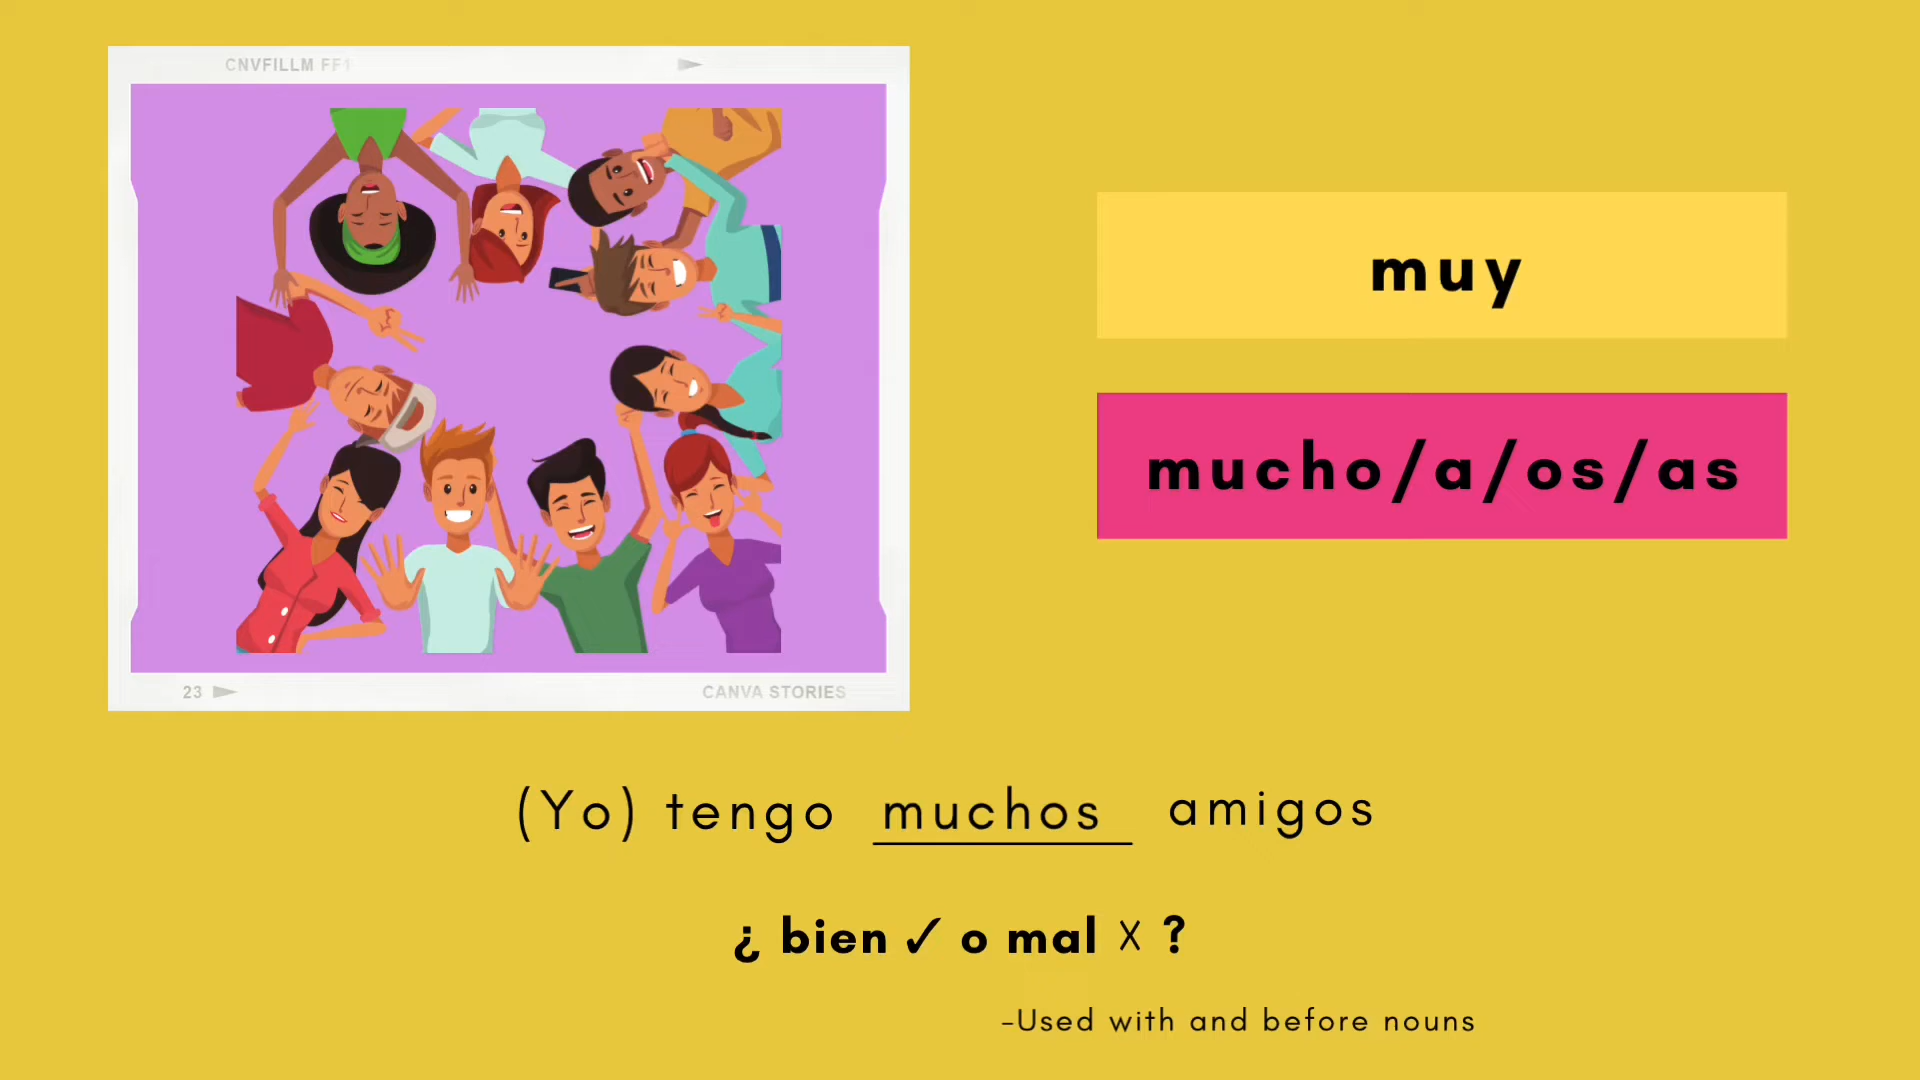 CNVFILLM FF1
muy
mucho/a/os/as
23
CANVA STORIES
(Yo) tengo muchos amigos
¿ bien ✓ o mal X ?
-Used with and before nouns